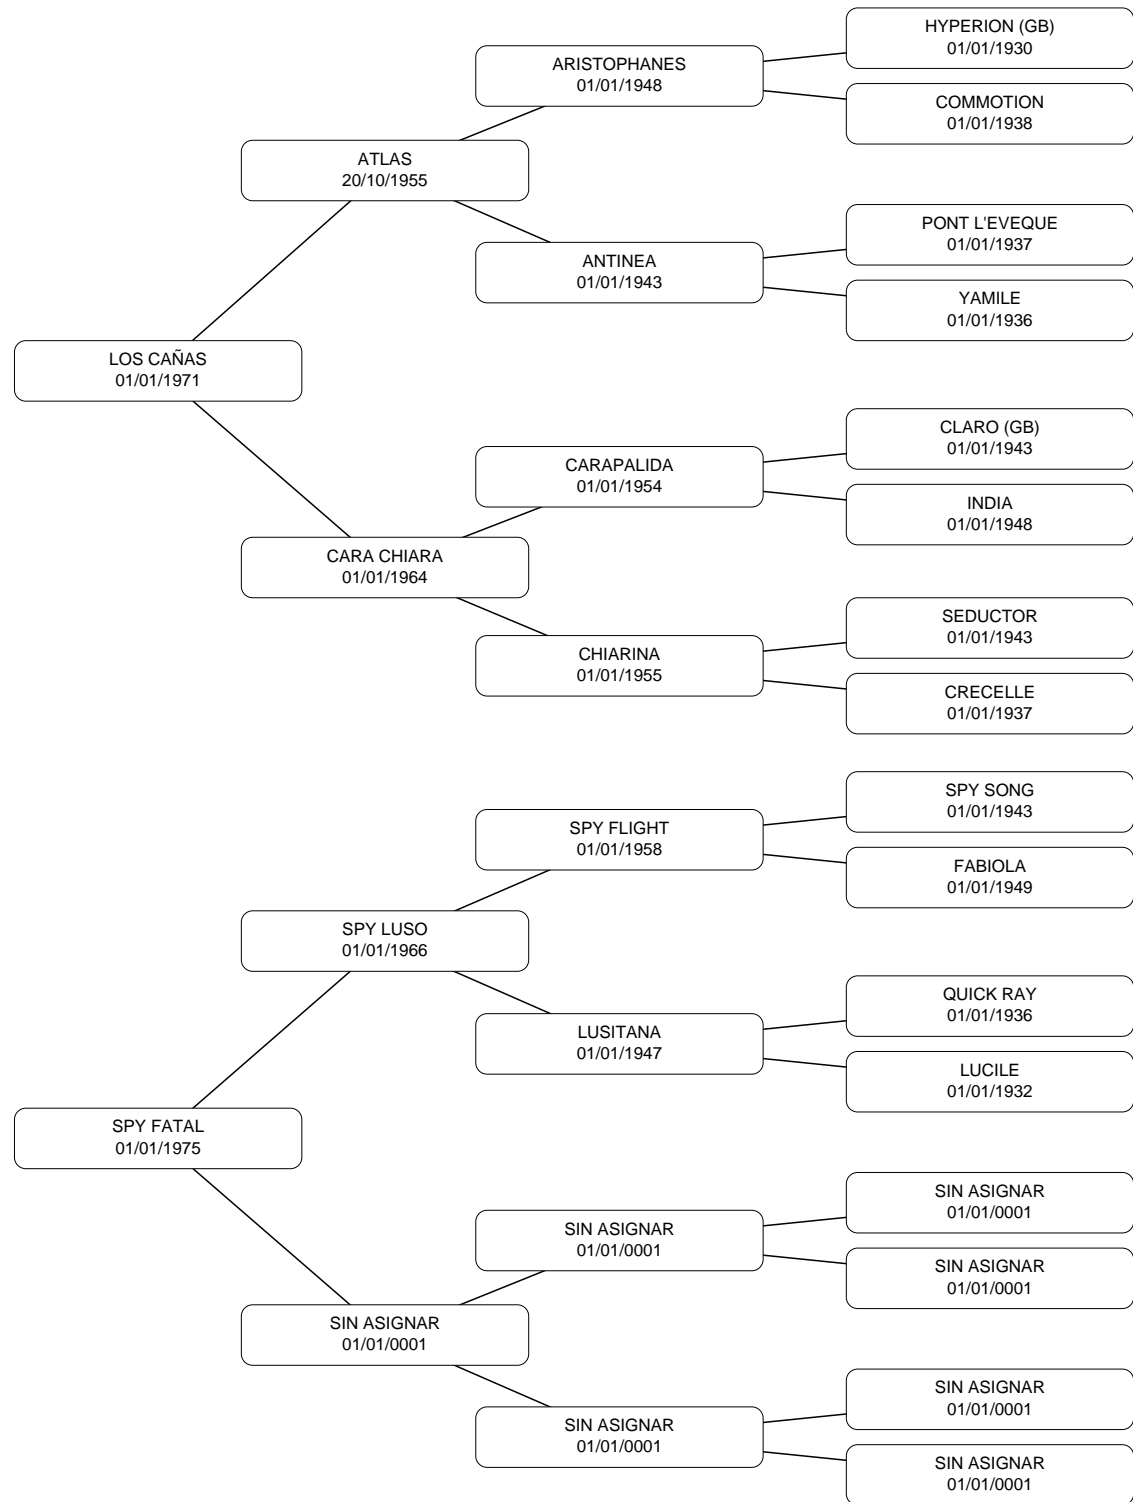 HYPERION (GB)
01/01/1930
ARISTOPHANES
01/01/1948
COMMOTION
01/01/1938
ATLAS
20/10/1955
PONT L'EVEQUE
01/01/1937
ANTINEA
01/01/1943
YAMILE
01/01/1936
LOS CAÑAS
01/01/1971
CLARO (GB)
01/01/1943
CARAPALIDA
01/01/1954
INDIA
01/01/1948
CARA CHIARA
01/01/1964
SEDUCTOR
01/01/1943
CHIARINA
01/01/1955
CRECELLE
01/01/1937
SPY SONG
01/01/1943
SPY FLIGHT
01/01/1958
FABIOLA
01/01/1949
SPY LUSO
01/01/1966
QUICK RAY
01/01/1936
LUSITANA
01/01/1947
LUCILE
01/01/1932
SPY FATAL
01/01/1975
SIN ASIGNAR
01/01/0001
SIN ASIGNAR
01/01/0001
SIN ASIGNAR
01/01/0001
SIN ASIGNAR
01/01/0001
SIN ASIGNAR
01/01/0001
SIN ASIGNAR
01/01/0001
SIN ASIGNAR
01/01/0001